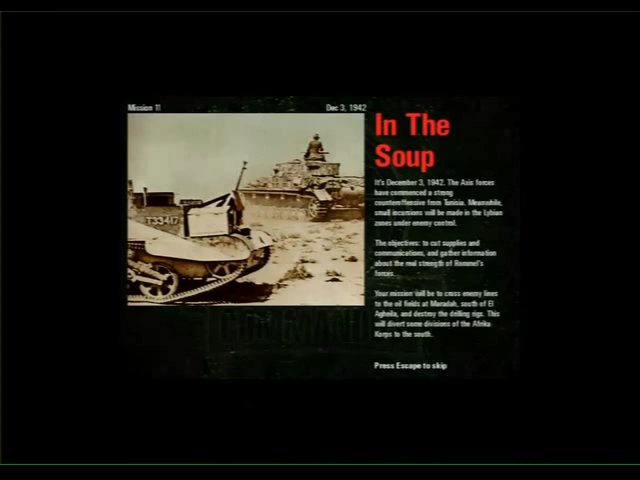 Mission 11
Dec 3, 1942
In The
Soup
It's December 3, 1942. The Axis forces
have commenced a strong
counteroffensive from Tunisia. Meanwhile,
small incursions will be made in the Lybian
zones under enemy control.
The objectives: to cut supplies and
communications, and gather information
about the real strength of Rommel's
forces.
Your mission will be to cross enemy lines
to the oil fields at Maradah, south of El
Agheila, and destroy the drilling rigs. This
will divert some divisions of the Afrika
Korps to the south.
Press Escape to skip
T33417
COMMAND